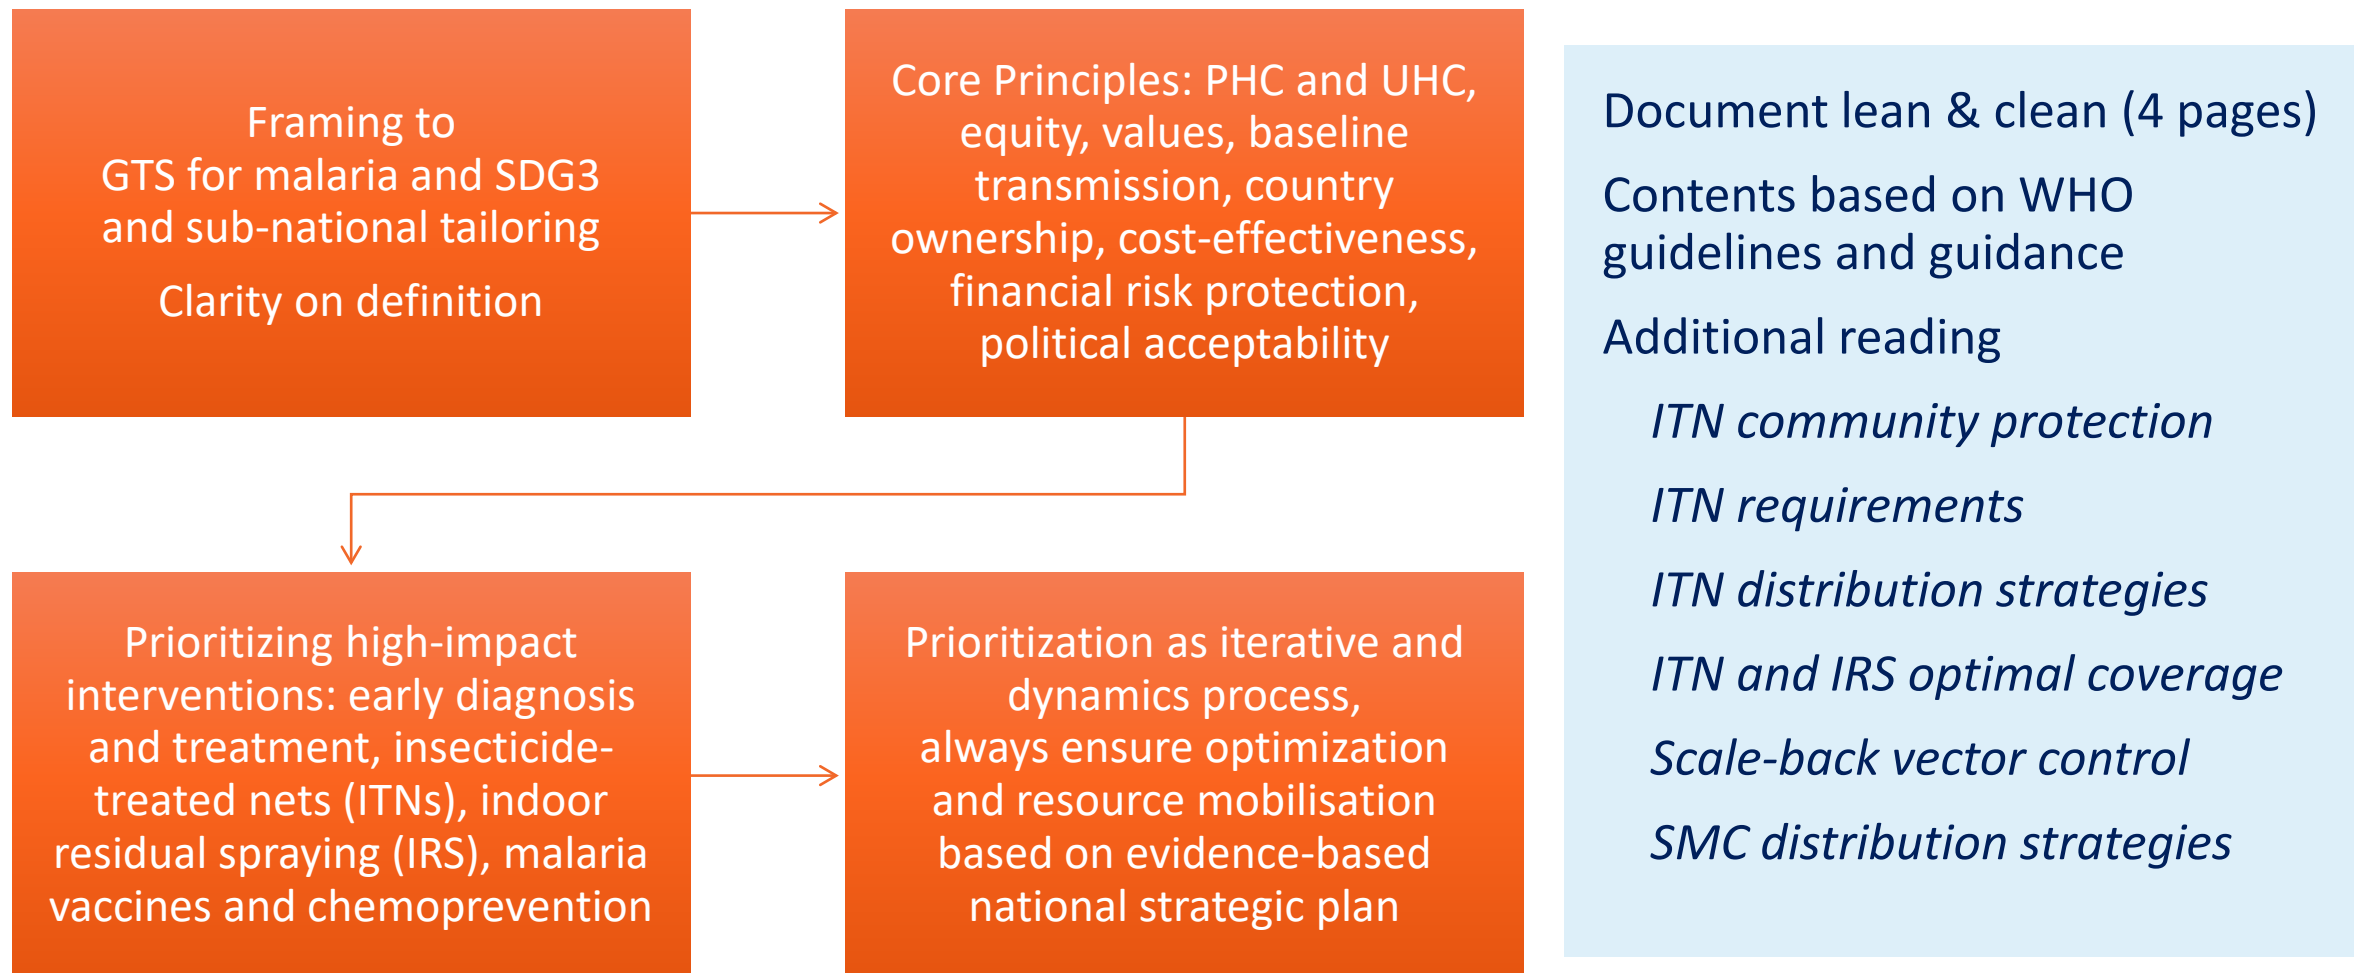 Framing to
GTS for malaria and SDG3
and sub-national tailoring
Clarity on definition
Core Principles: PHC and UHC,
equity, values, baseline
transmission, country
ownership, cost-effectiveness,
financial risk protection,
political acceptability
Prioritizing high-impact
interventions: early diagnosis
and treatment, insecticide-
treated nets (ITNs), indoor
residual spraying (IRS), malaria
vaccines and chemoprevention
Prioritization as iterative and
dynamics process,
always ensure optimization
and resource mobilisation
based on evidence-based
national strategic plan
Document lean & clean (4 pages)
Contents based on WHO
guidelines and guidance
Additional reading
ITN community protection
ITN requirements
ITN distribution strategies
ITN and IRS optimal coverage
Scale-back vector control
SMC distribution strategies